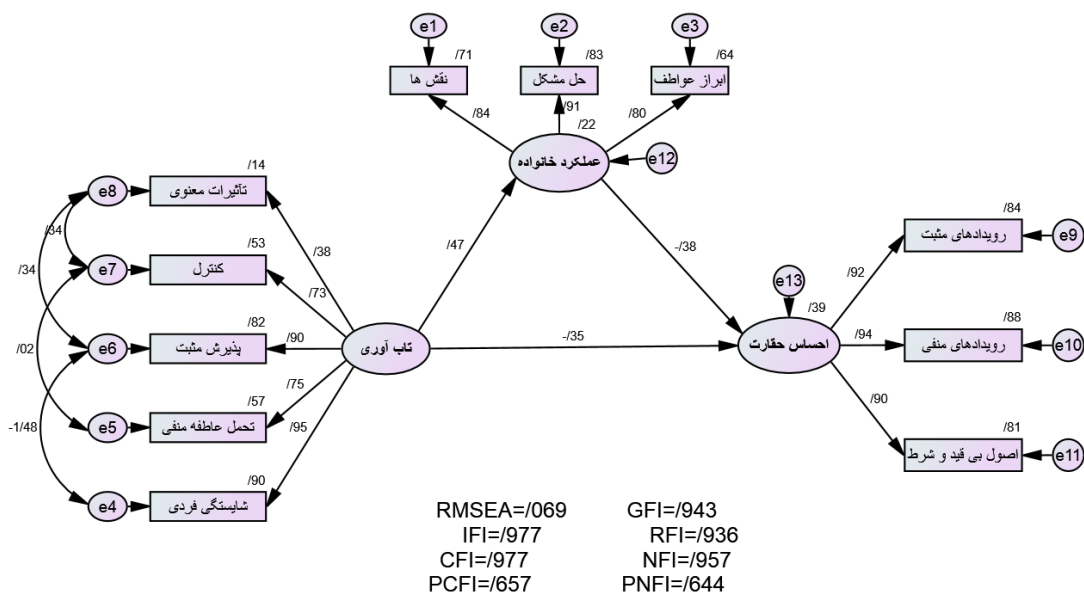 e1
e2
e3
/71
/83
/64
نقش ها
حل مشکل
ابراز عواطف
/84
/91
/80
/22
عملکرد خانواده
e12
/14
e8
تآثیرات معنوی
/34
/38
/53
e7
کنترل
/34
/73
/47
-/38
/84
رویدادهای مثبت
e9
/92
e13
/39
/82
e6
پذیرش مثبت
/90
تاب آوری
-/35
احساس حقارت
/94
/88
رویدادهای منفی
e10
/02
/75
/57
e5
تحمل عاطفه منفی
/90
-1/48
/95
/81
اصول بی قید و شرط
e11
/90
e4
شایستگی فردی
RMSEA=/069 GFI=/943
IFI=/977 RFI=/936
CFI=/977 NFI=/957
PCFI=/657 PNFI=/644